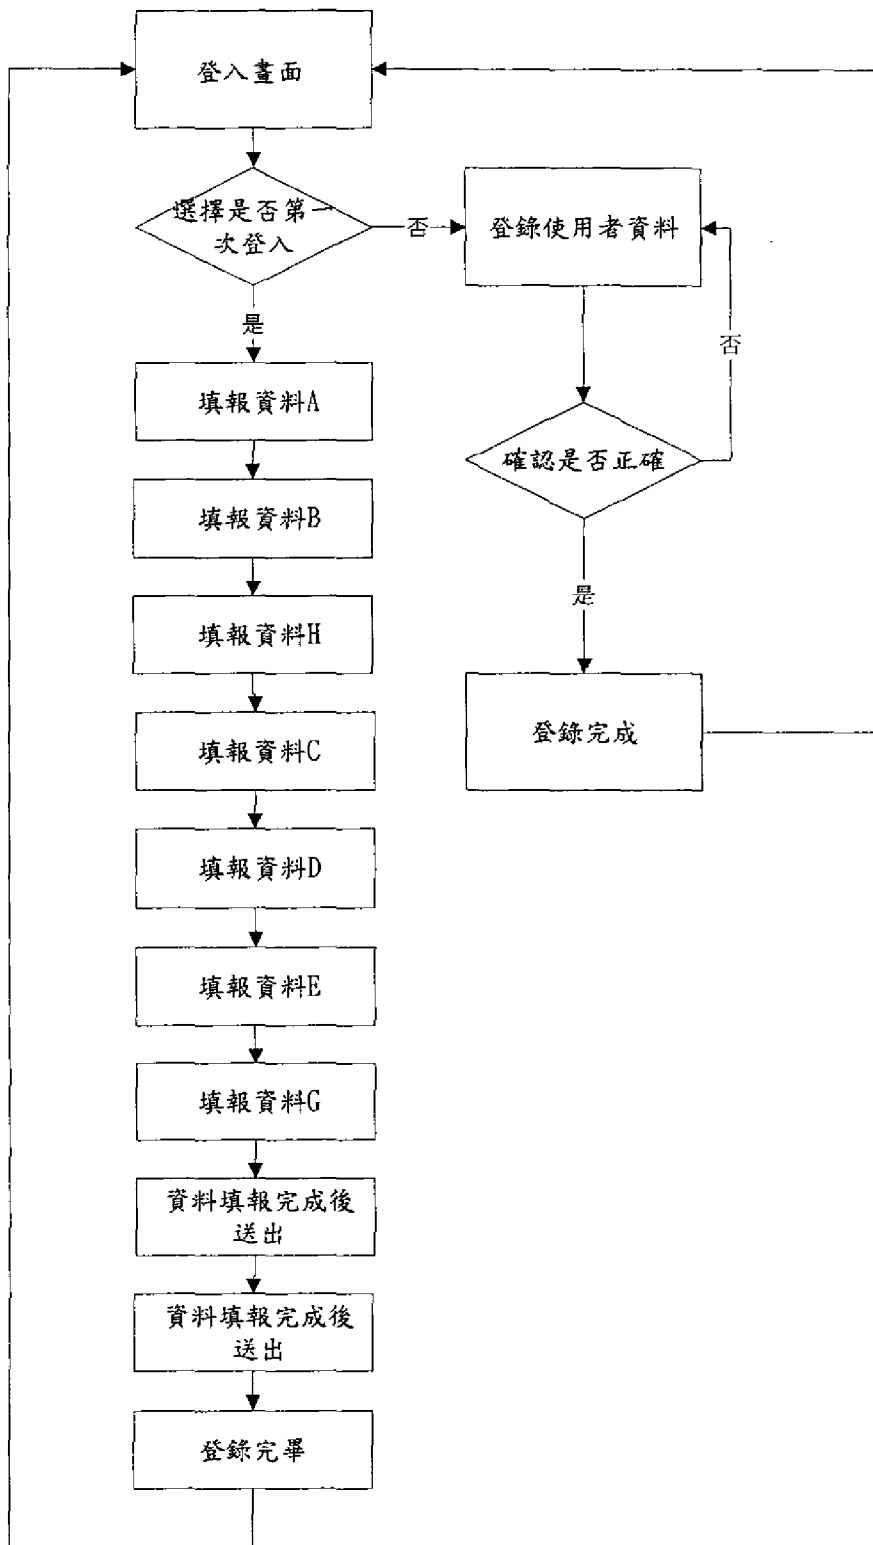 登入畫面
選擇是否第一
次登入
否
登錄使用者資料
是
否
填報資料A
確認是否正確
填報資料B
是
填報資料H
登錄完成
填報資料C
填報資料D
填報資料E
填報資料G
資料填報完成後
送出
資料填報完成後
送出
登錄完畢